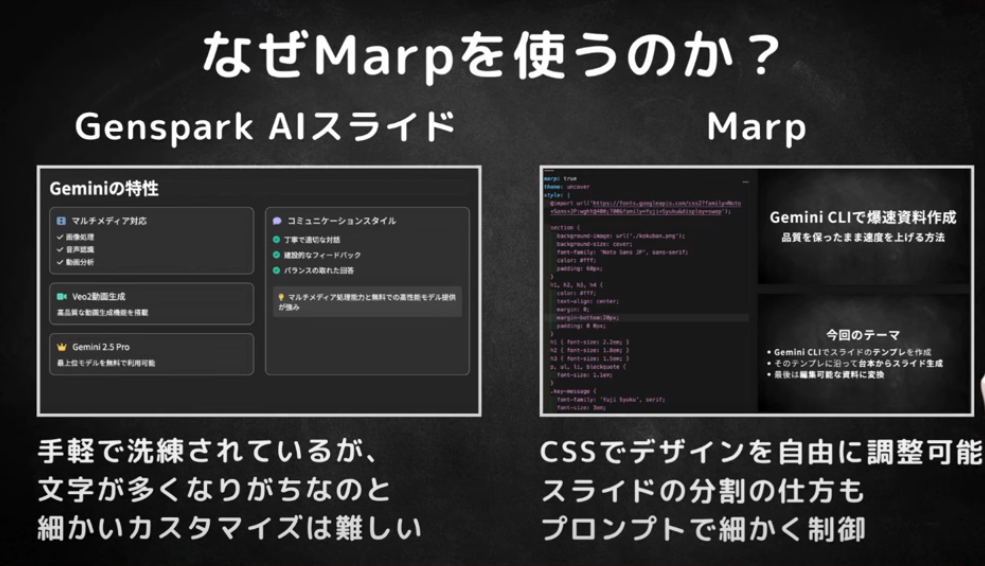 なぜMarpを使うのか？
Genspark AIスライド
Geminiの特性
マルチメディア対応
画像処理
音声認識
動画分析
Veo2動画生成
高品質な動画生成機能を搭載
Gemini 2.5 Pro
最上位モデルを無料で利用可能
コミュニケーションスタイル
丁寧で適切な対話
建設的なフィードバック
バランスの取れた回答
マルチメディア処理能力と無料での高性能モデル提供
が強み
手軽で洗練されているが、
文字が多くなりがちなのと
細かいカスタマイズは難しい
Marp
marp: true
theme: uncover
style: |
section {
background-image: url('./kokuban.png');
background-size: cover;
font-family: 'Noto Sans JP', sans-serif;
color: #fff;
padding: 60px;
}
h1, h2, h3, h4 {
color: #fff;
text-align: center;
margin: 0;
margin-bottom:20px;
padding: 0 0px;
}
h1 { font-size: 2.2em; }
h2 { font-size: 1.8em; }
h3 { font-size: 1.5em; }
p, ul, li, blockquote {
font-size: 1.1em;
}
.key-message {
font-family: 'Yuji Syuku', serif;
font-size: 3em;
Gemini CLIで爆速資料作成
品質を保ったまま速度を上げる方法
今回のテーマ
• Gemini CLIでスライドのテンプレを作成
• そのテンプレに沿って台本からスライド生成
• 最後は編集可能な資料に変換
CSSでデザインを自由に調整可能
スライドの分割の仕方も
プロンプトで細かく制御